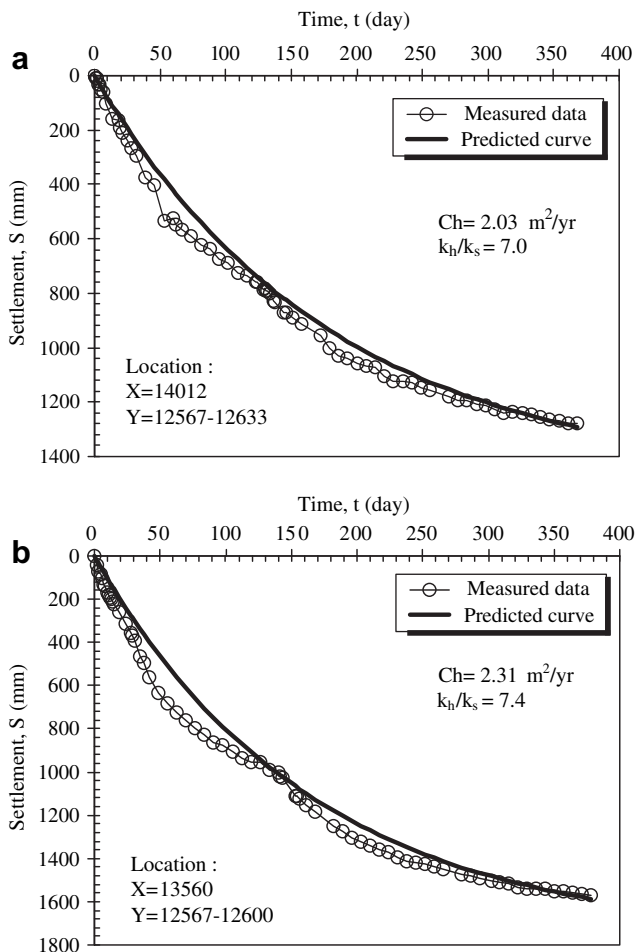 Time, t (day)
a
0 50 100 150 200 250 300 350 400
0
200
400
600
800
1000
1200
1400
Settlement, S (mm)
Measured data
Predicted curve
Ch= 2.03 m²/yr
kh/ks = 7.0
Location :
X=14012
Y=12567-12633
Time, t (day)
b
0 50 100 150 200 250 300 350 400
0
200
400
600
800
1000
1200
1400
1600
1800
Settlement, S (mm)
Measured data
Predicted curve
Ch= 2.31 m²/yr
kh/ks = 7.4
Location :
X=13560
Y=12567-12600